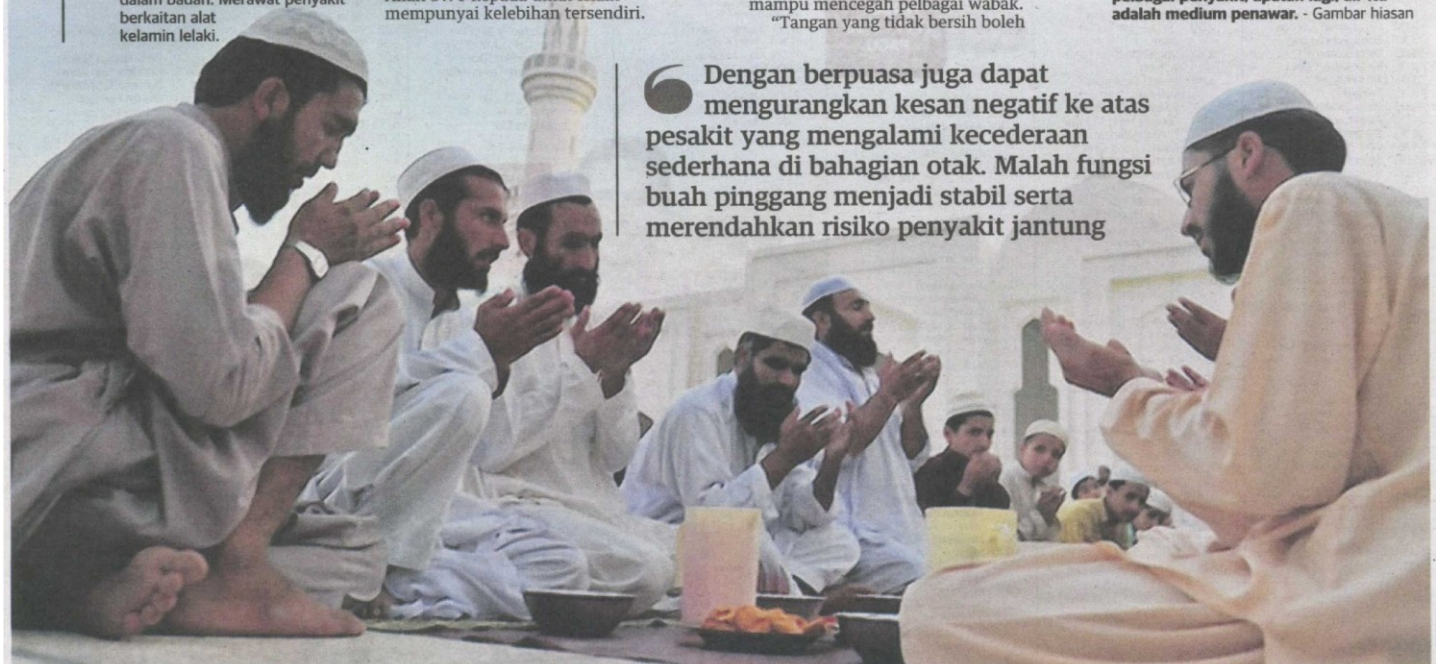 berkaitan alat
kelamin lelaki.
mempunyai kelebihan tersendiri.
mampu mencegah pelbagai wabak.
“Tangan yang tidak bersih boleh
adalah medium penawar. - Gambar hiasan
Dengan berpuasa juga dapat
mengurangkan kesan negatif ke atas
pesakit yang mengalami kecederaan
sederhana di bahagian otak. Malah fungsi
buah pinggang menjadi stabil serta
merendahkan risiko penyakit jantung